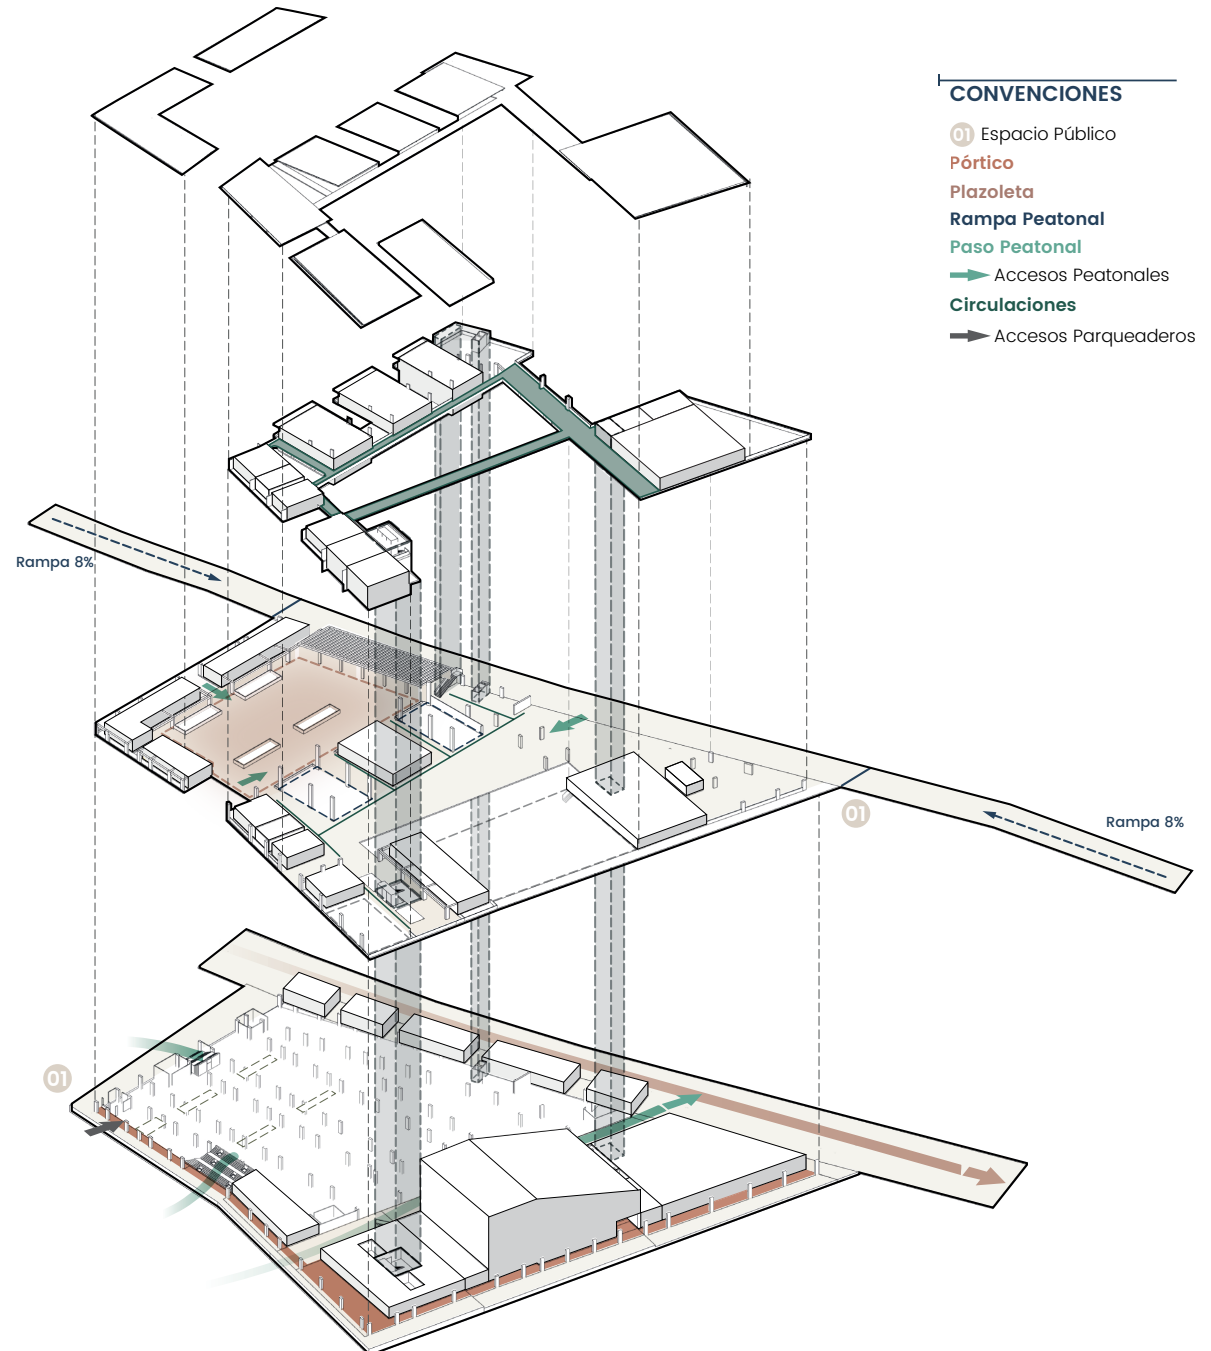 CONVENCIONES
01 Espacio Público
Pórtico
Plazoleta
Rampa Peatonal
Paso Peatonal
Accesos Peatonales
Circulaciones
Accesos Parqueaderos
Rampa 8%
01
Rampa 8%
01